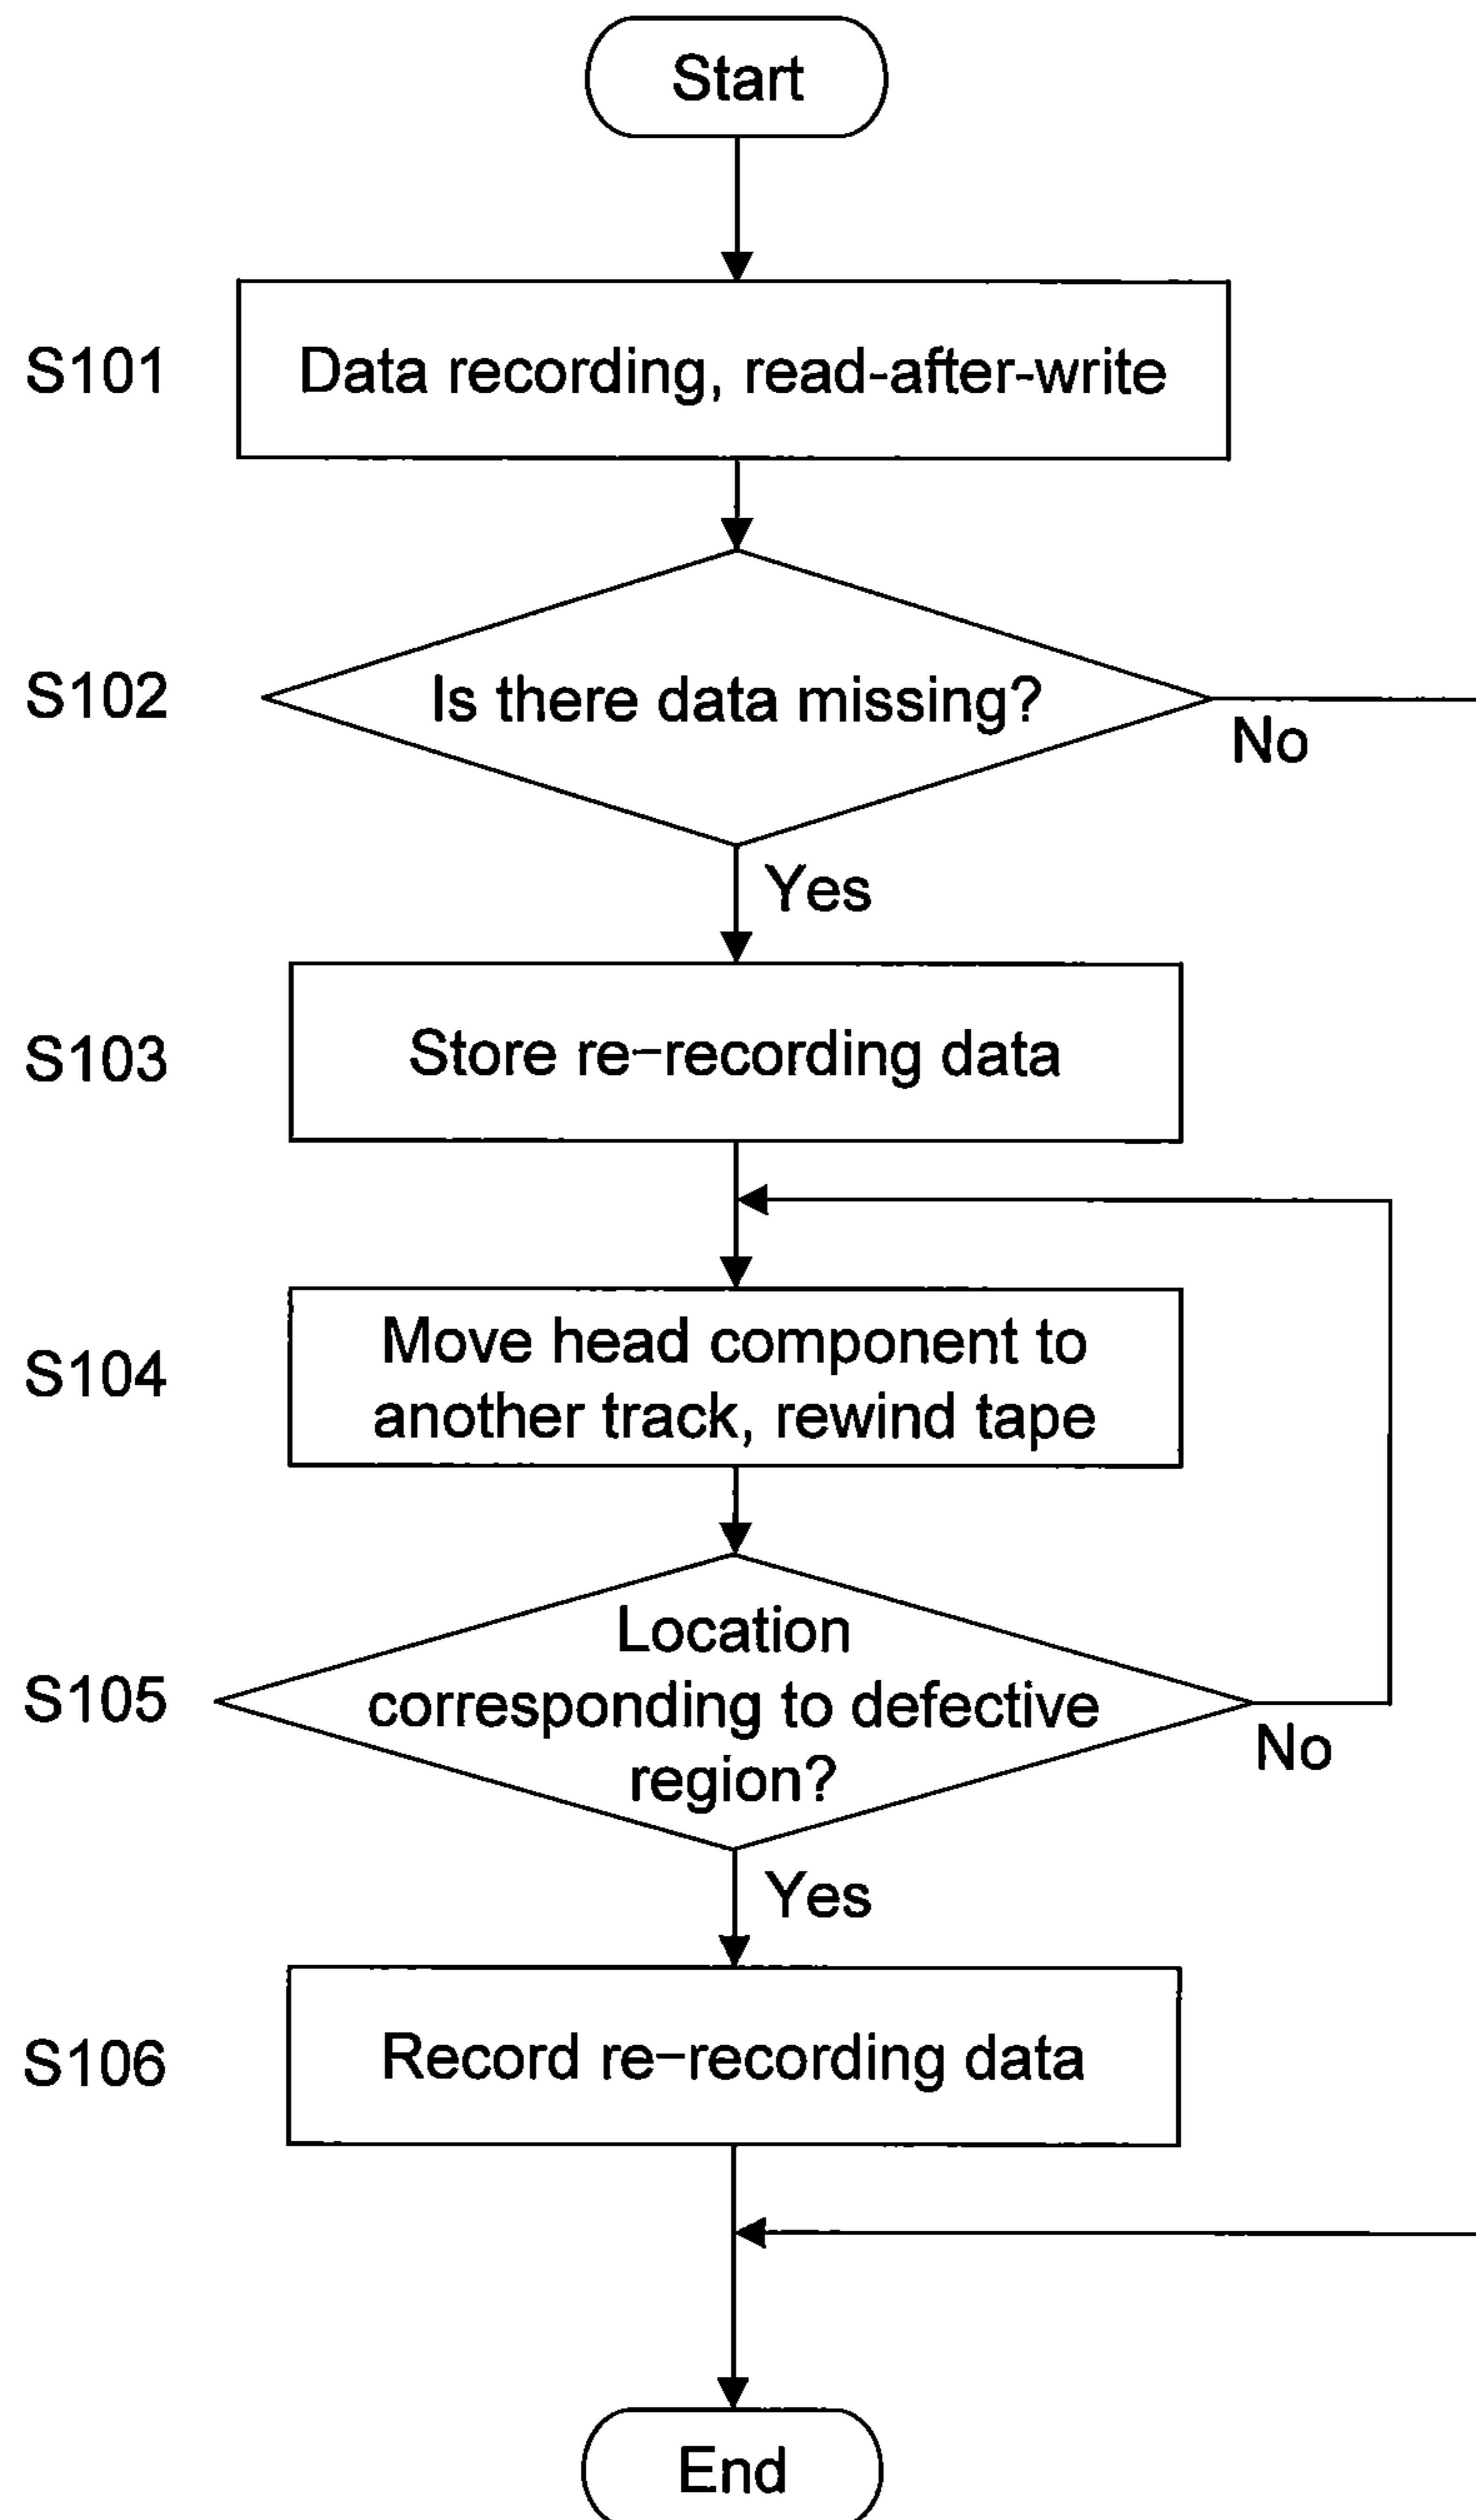 Start
S101
Data recording, read-after-write
S102
Is there data missing?
No
Yes
S103
Store re-recording data
S104
Move head component to
another track, rewind tape
S105
Location
corresponding to defective
region?
No
Yes
S106
Record re-recording data
End